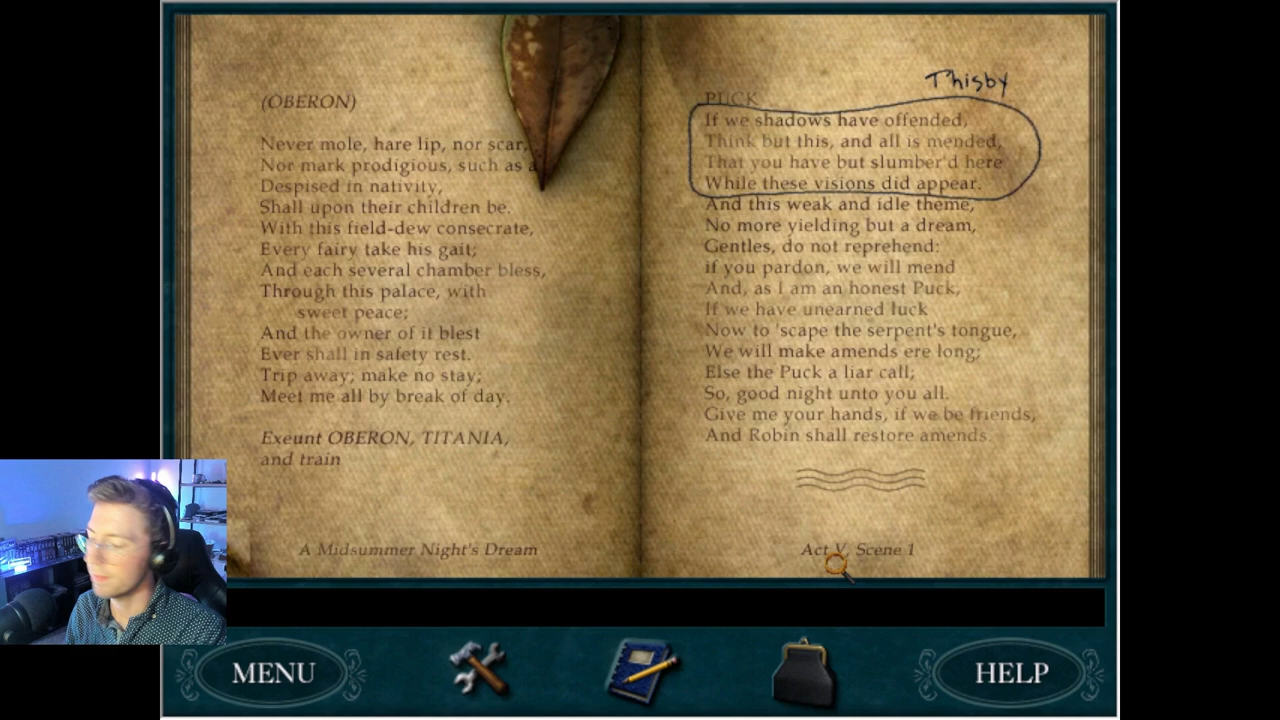 (OBERON)
Never mole, hare lip, nor scar,
Nor mark prodigious, such as a
Despised in nativity,
Shall upon their children be.
With this field-dew consecrate,
Every fairy take his gait;
And each several chamber bless,
Through this palace, with
sweet peace;
And the owner of it blest
Ever shall in safety rest.
Trip away; make no stay;
Meet me all by break of day.
Exeunt OBERON, TITANIA,
and train
A Midsummer Night's Dream
Thisby
PUCK
If we shadows have offended,
Think but this, and all is mended,
That you have but slumber'd here
While these visions did appear.
And this weak and idle theme,
No more yielding but a dream,
Gentles, do not reprehend:
if you pardon, we will mend
And, as I am an honest Puck,
If we have unearned luck
Now to 'scape the serpent's tongue,
We will make amends ere long;
Else the Puck a liar call;
So, good night unto you all.
Give me your hands, if we be friends,
And Robin shall restore amends.
Act V, Scene 1
MENU
HELP